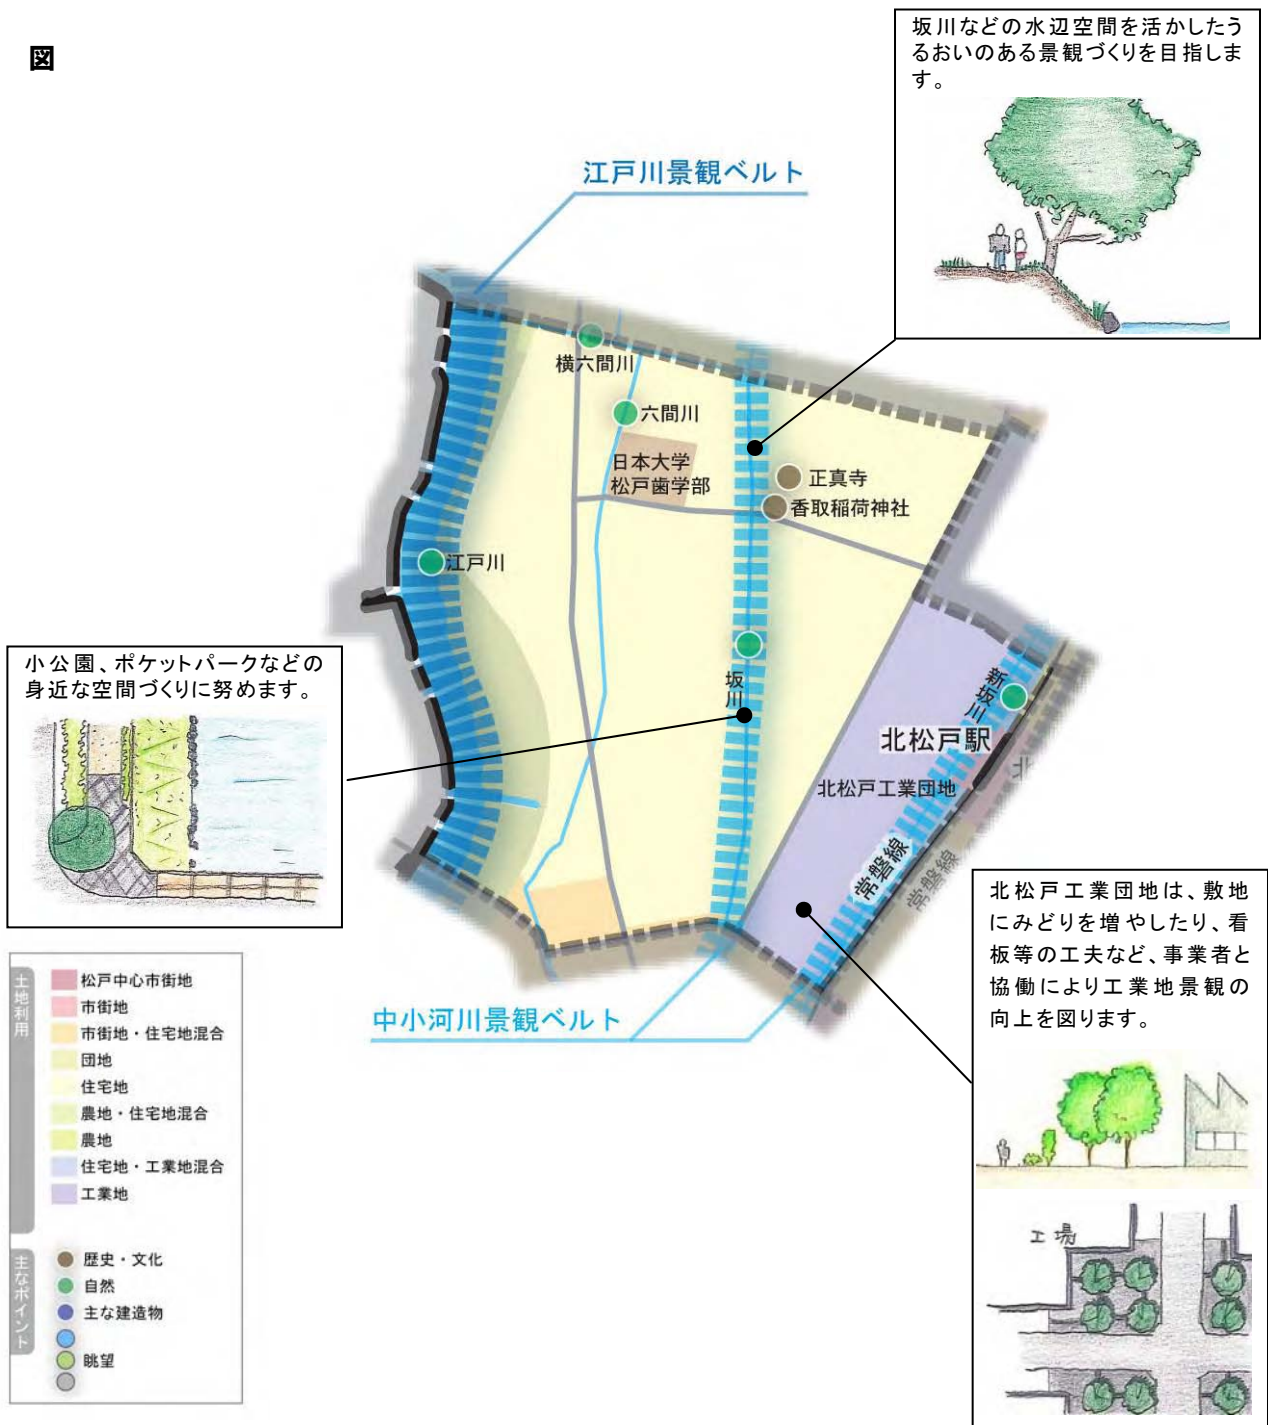 図
坂川などの水辺空間を活かしたう
るおいのある景観づくりを目指しま
す。
江戸川景観ベルト
横六間川
六間川
日本大学
松戸歯学部
正真寺
香取稲荷神社
江戸川
小公園、ポケットパークなどの
身近な空間づくりに努めます。
坂川
新坂川
北松戸駅
北
北松戸工業団地
常磐線
常磐線
中小河川景観ベルト
北松戸工業団地は、敷地
にみどりを増やしたり、看
板等の工夫など、事業者と
協働により工業地景観の
向上を図ります。
工場
土地利用
松戸中心市街地
市街地
市街地・住宅地混合
団地
住宅地
農地・住宅地混合
農地
住宅地・工業地混合
工業地
主なポイント
歴史・文化
自然
主な建造物
眺望